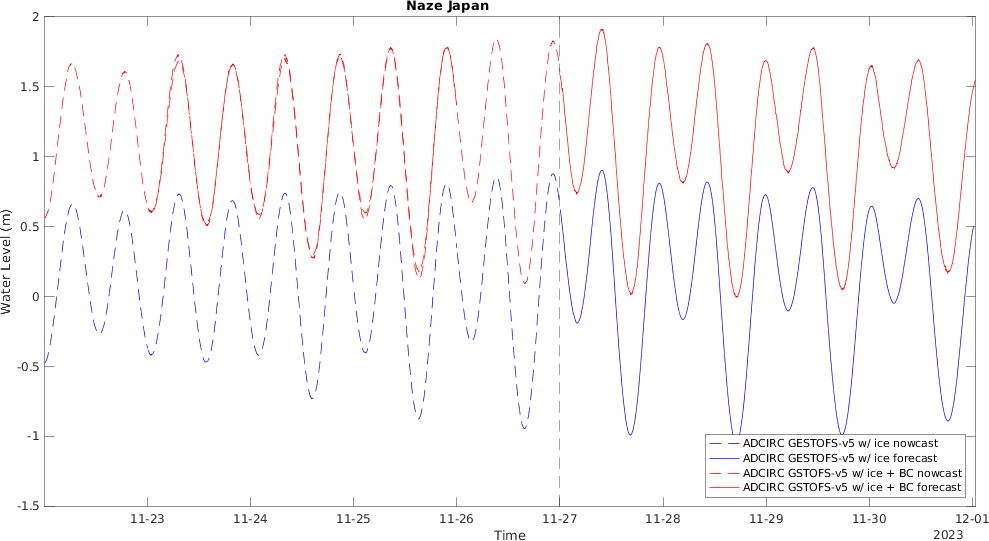 Naze Japan
2
1.5
1
0.5
0
-0.5
-1
-1.5
Water Level (m)
11-23 11-24 11-25 11-26 11-27 11-28 11-29 11-30 12-01
Time
2023
ADCIRC GESTOFS-v5 w/ ice nowcast
ADCIRC GESTOFS-v5 w/ ice forecast
ADCIRC GSTOFS-v5 w/ ice + BC nowcast
ADCIRC GSTOFS-v5 w/ ice + BC forecast